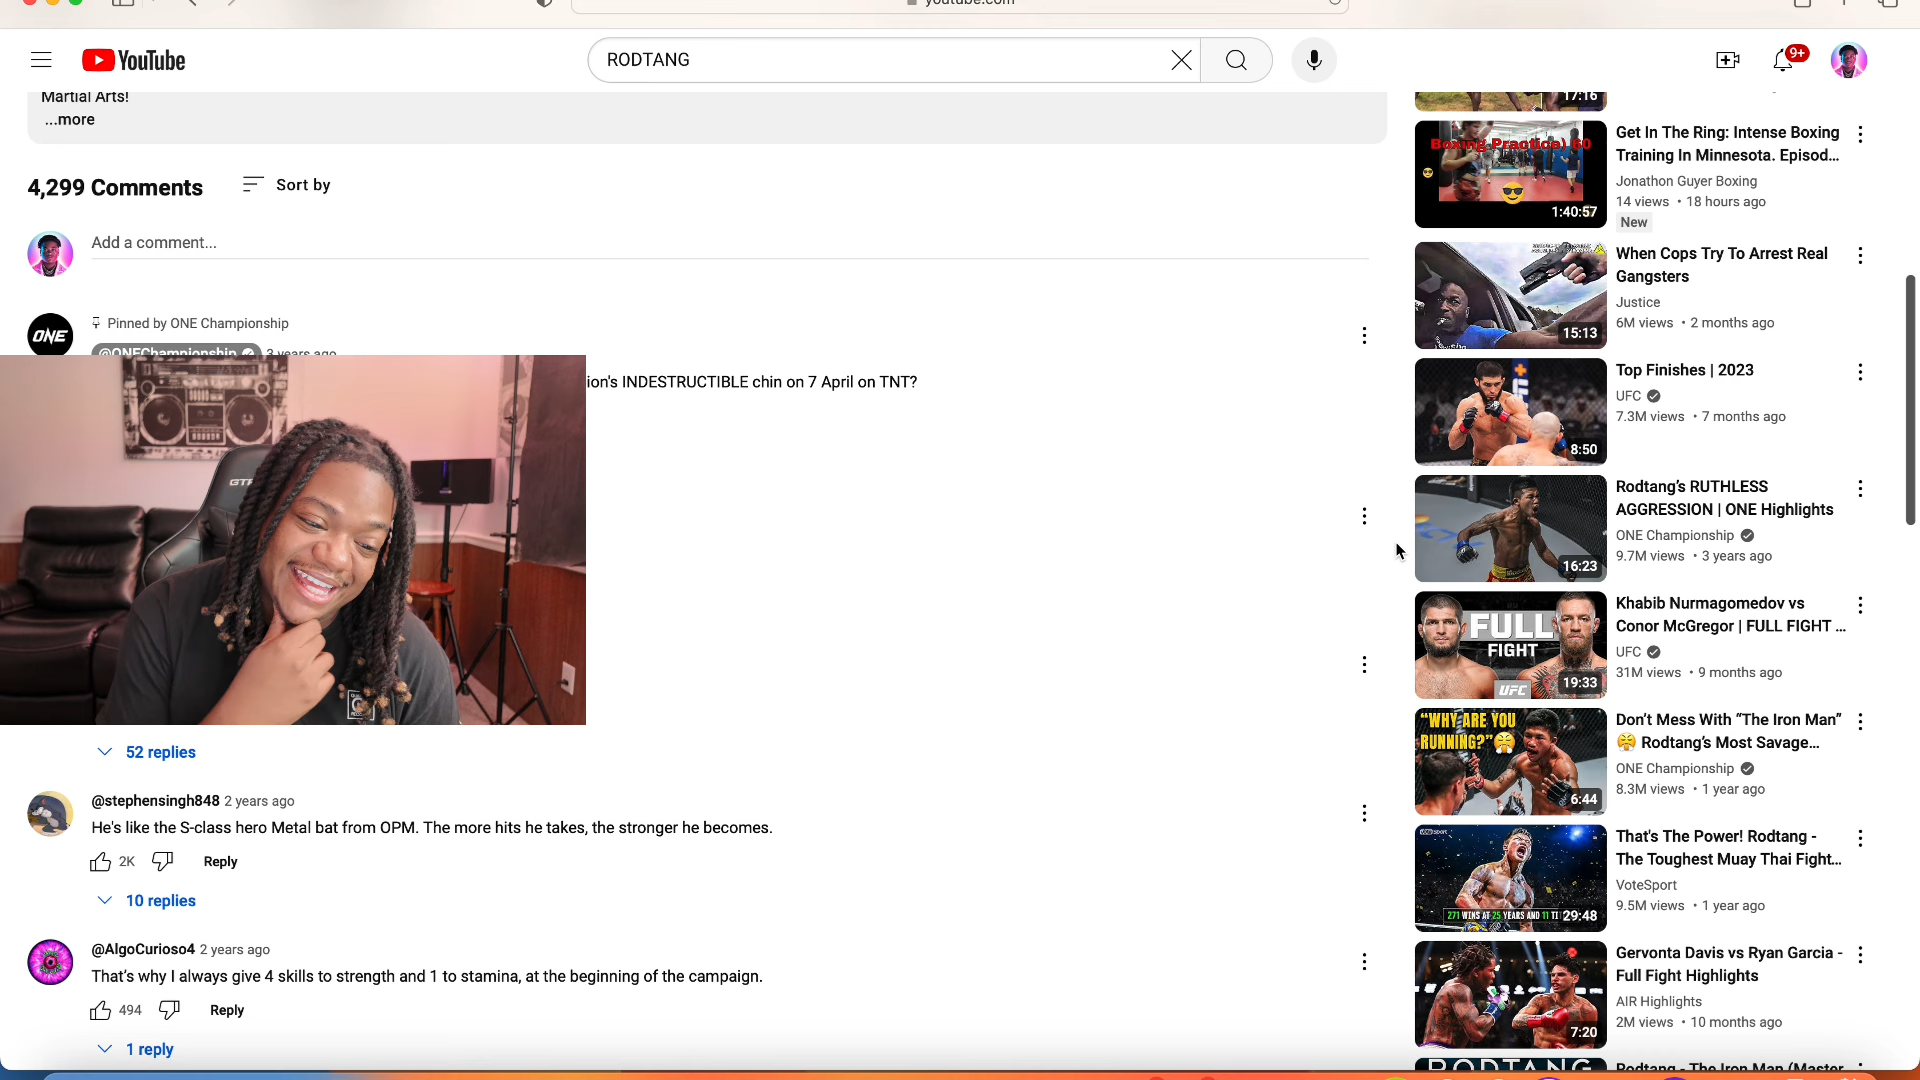 youtube.com
YouTube
RODTANG
9+
Martial Arts!
...more
4,299 Comments
Sort by
Add a comment...
ONE
Pinned by ONE Championship
@ONEChampionship 3 years ago
ion's INDESTRUCTIBLE chin on 7 April on TNT?
GTR
52 replies
@stephensingh848 2 years ago
He's like the S-class hero Metal bat from OPM. The more hits he takes, the stronger he becomes.
2K
Reply
10 replies
@AlgoCurioso4 2 years ago
That's why I always give 4 skills to strength and 1 to stamina, at the beginning of the campaign.
494
Reply
1 reply
17:16
Boxing Practice) 60
1:40:57
Get In The Ring: Intense Boxing
Training In Minnesota. Episod...
Jonathon Guyer Boxing
14 views • 18 hours ago
New
15:13
When Cops Try To Arrest Real
Gangsters
Justice
6M views • 2 months ago
8:50
Top Finishes | 2023
UFC
7.3M views • 7 months ago
16:23
Rodtang's RUTHLESS
AGGRESSION | ONE Highlights
ONE Championship
9.7M views • 3 years ago
FULL
FIGHT
UFC
19:33
Khabib Nurmagomedov vs
Conor McGregor | FULL FIGHT ...
UFC
31M views • 9 months ago
"WHY ARE YOU
RUNNING?"😤
6:44
Don't Mess With "The Iron Man"
😤 Rodtang's Most Savage...
ONE Championship
8.3M views • 1 year ago
271 WINS AT 25 YEARS AND 11 TI
29:48
That's The Power! Rodtang -
The Toughest Muay Thai Fight...
VoteSport
9.5M views • 1 year ago
7:20
Gervonta Davis vs Ryan Garcia -
Full Fight Highlights
AIR Highlights
2M views • 10 months ago
RODTANG
Rodtang - The Iron Man (Master